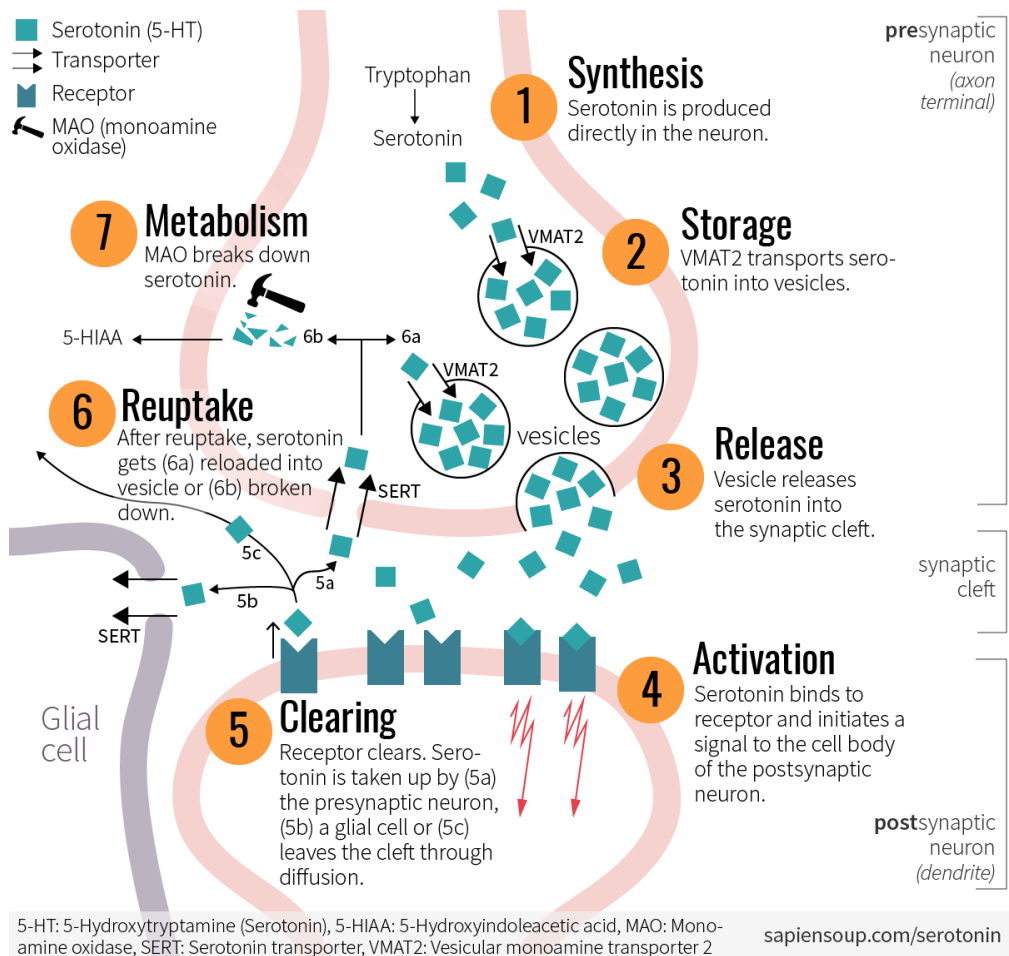 Serotonin (5-HT)
Transporter
Receptor
MAO (monoamine
oxidase)
presynaptic
neuron
(axon
terminal)
Tryptophan
Serotonin
1
Synthesis
Serotonin is produced
directly in the neuron.
2
Storage
VMAT2 transports sero-
tonin into vesicles.
VMAT2
7
Metabolism
MAO breaks down
serotonin.
5-HIAA
6b
6a
VMAT2
vesicles
6
Reuptake
After reuptake, serotonin
gets (6a) reloaded into
vesicle or (6b) broken
down.
SERT
3
Release
Vesicle releases
serotonin into
the synaptic cleft.
synaptic
cleft
5c
5a
5b
SERT
Glial
cell
4
Activation
Serotonin binds to
receptor and initiates a
signal to the cell body
of the postsynaptic
neuron.
5
Clearing
Receptor clears. Sero-
tonin is taken up by (5a)
the presynaptic neuron,
(5b) a glial cell or (5c)
leaves the cleft through
diffusion.
postsynaptic
neuron
(dendrite)
5-HT: 5-Hydroxytryptamine (Serotonin), 5-HIAA: 5-Hydroxyindoleacetic acid, MAO: Mono-
amine oxidase, SERT: Serotonin transporter, VMAT2: Vesicular monoamine transporter 2
sapiensoup.com/serotonin